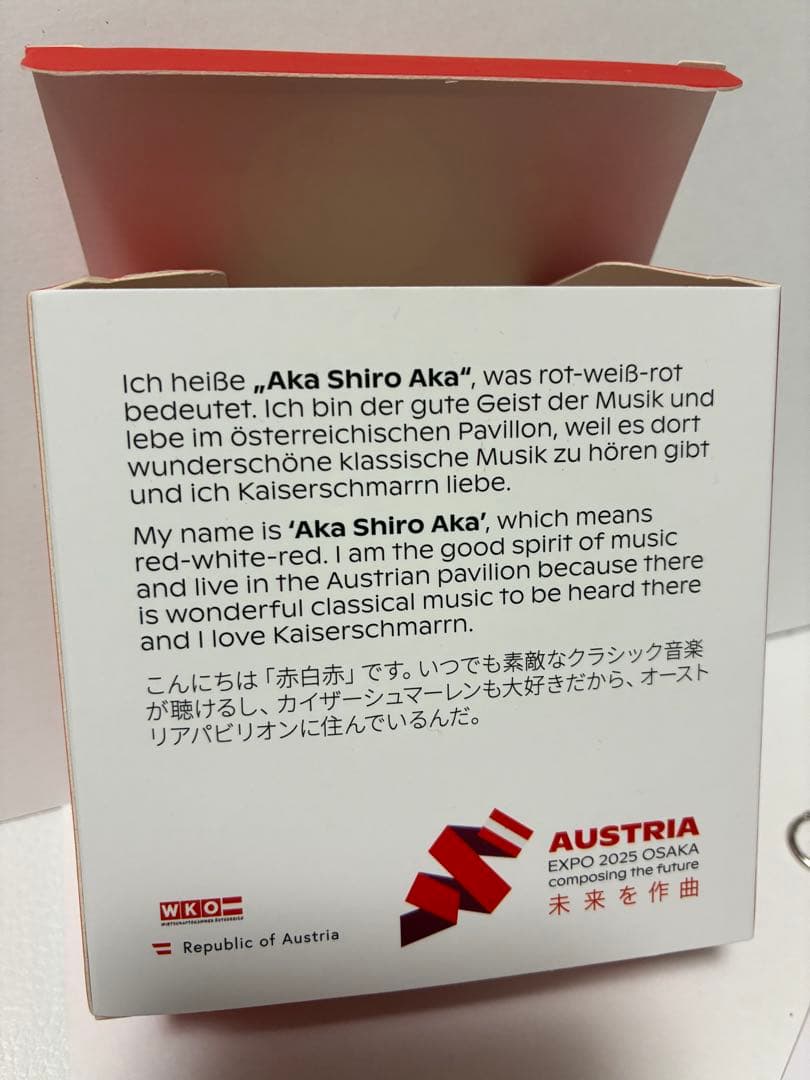 Ich heiße „Aka Shiro Aka“, was rot-weiß-rot
bedeutet. Ich bin der gute Geist der Musik und
lebe im österreichischen Pavillon, weil es dort
wunderschöne klassische Musik zu hören gibt
und ich Kaiserschmarrn liebe.
My name is ‘Aka Shiro Aka’, which means
red-white-red. I am the good spirit of music
and live in the Austrian pavilion because there
is wonderful classical music to be heard there
and I love Kaiserschmarrn.
こんにちは「赤白赤」です。いつでも素敵なクラシック音楽
が聴けるし、カイザーシュマーレンも大好きだから、オースト
リアパビリオンに住んでいるんだ。
AUSTRIA
EXPO 2025 OSAKA
composing the future
未来を作曲
WKO
WIRTSCHAFTSKAMMER ÖSTERREICH
Republic of Austria